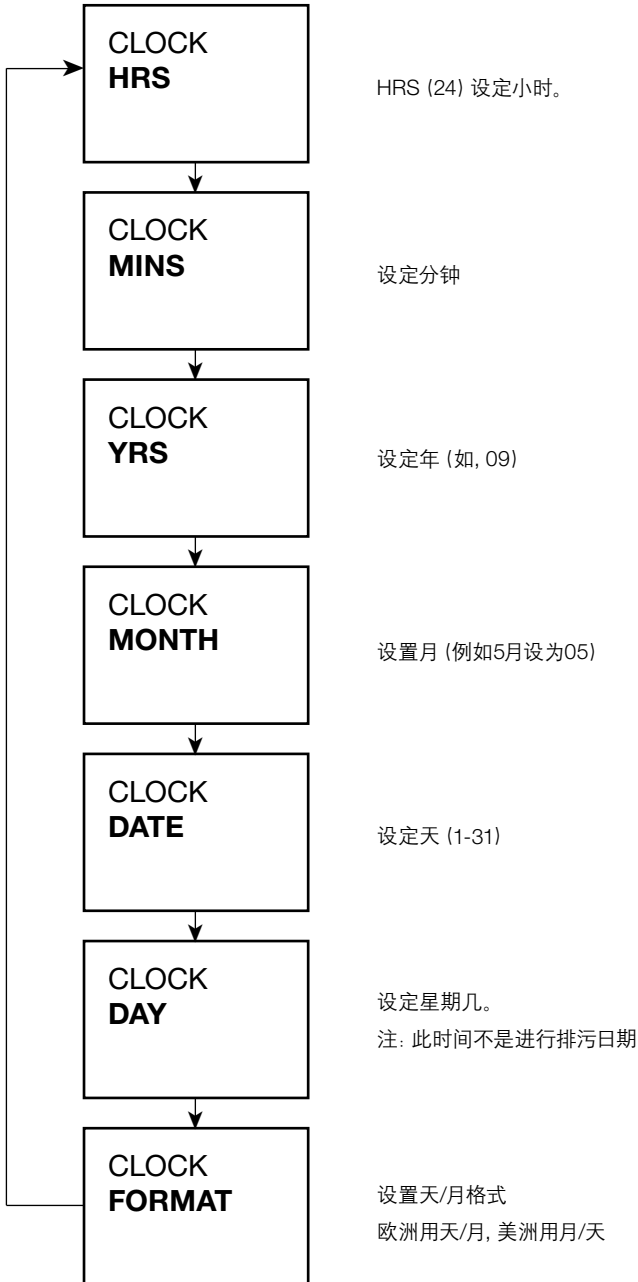 CLOCK
HRS
HRS (24) 设定小时。
CLOCK
MINS
设定分钟
CLOCK
YRS
设定年 (如, 09)
CLOCK
MONTH
设置月 (例如5月设为05)
CLOCK
DATE
设定天 (1-31)
CLOCK
DAY
设定星期几。
注: 此时间不是进行排污日期
CLOCK
FORMAT
设置天/月格式
欧洲用天/月, 美洲用月/天